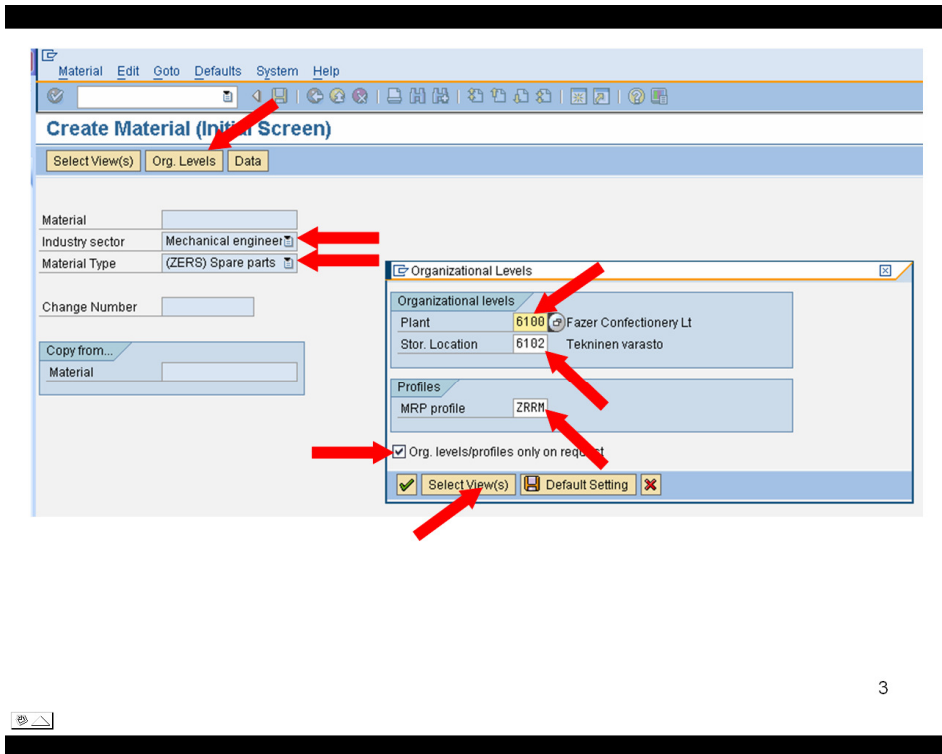 Material Edit Goto Defaults System Help
Create Material (Initial Screen)
Select View(s) Org. Levels Data
Material
Industry sector Mechanical engineer
Material Type (ZERS) Spare parts
Change Number
Copy from...
Material
Organizational Levels
Organizational levels
Plant 6100 Fazer Confectionery Lt
Stor. Location 6102 Tekninen varasto
Profiles
MRP profile ZRRM
Org. levels/profiles only on request
Select View(s) Default Setting
3